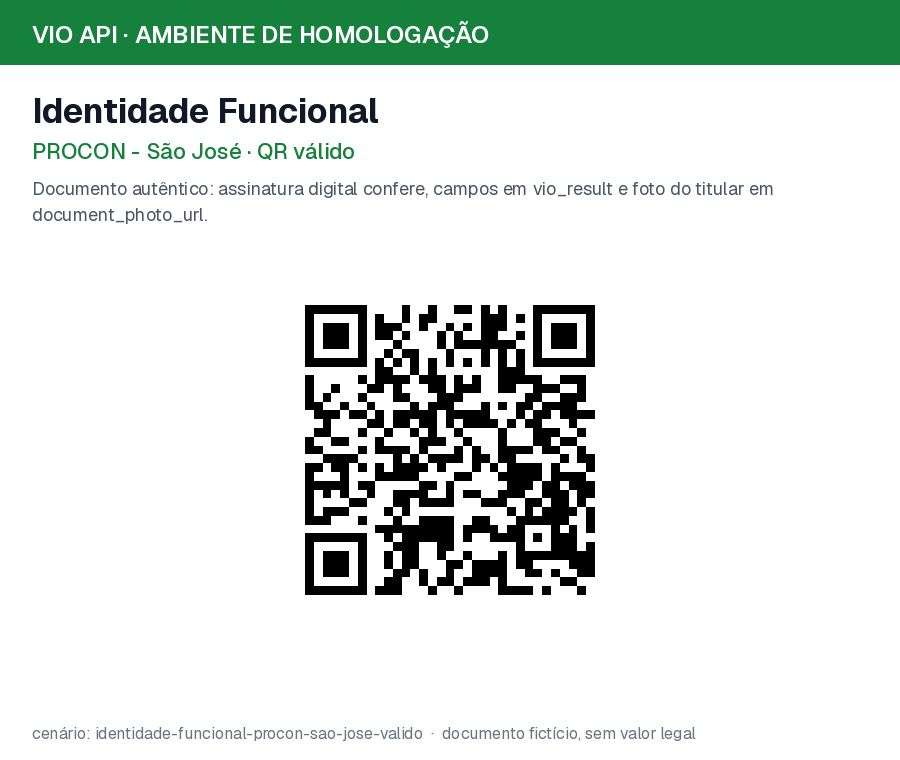 VIO API · AMBIENTE DE HOMOLOGAÇÃO
Identidade Funcional
PROCON - São José · QR válido
Documento autêntico: assinatura digital confere, campos em vio_result e foto do titular em
document_photo_url.
cenário: identidade-funcional-procon-sao-jose-valido · documento fictício, sem valor legal